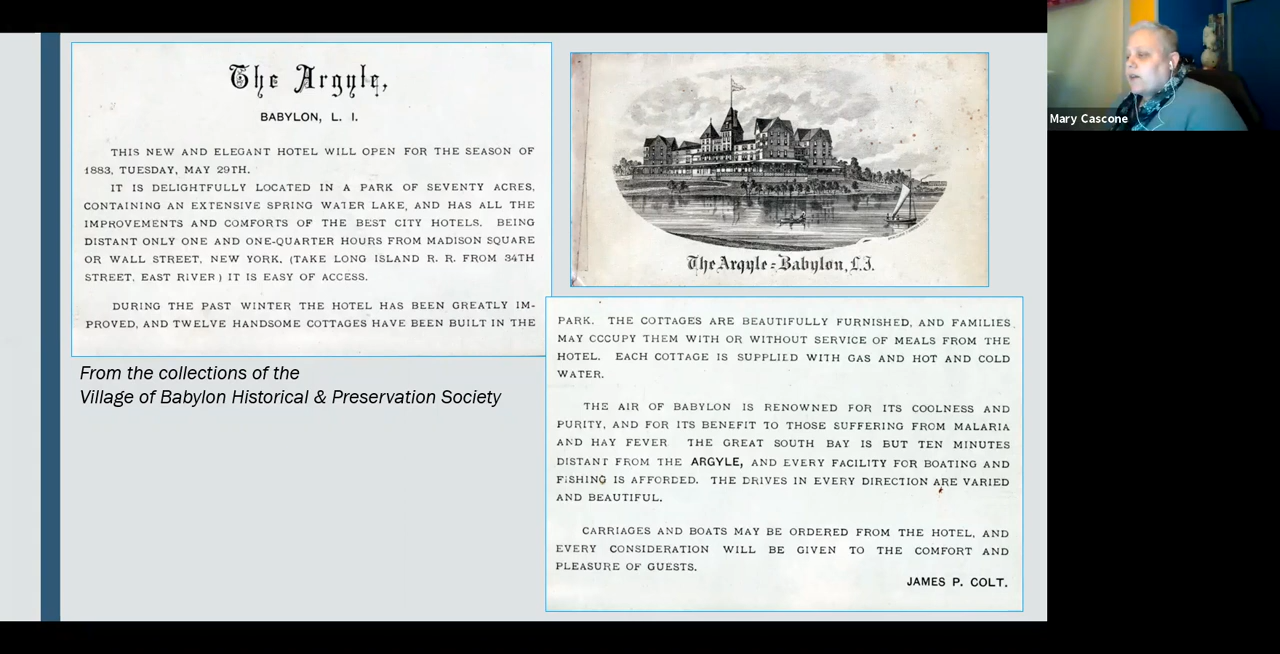 The Argyle,
BABYLON, L. I.
THIS NEW AND ELEGANT HOTEL WILL OPEN FOR THE SEASON OF
1883, TUESDAY, MAY 29TH.
IT IS DELIGHTFULLY LOCATED IN A PARK OF SEVENTY ACRES,
CONTAINING AN EXTENSIVE SPRING WATER LAKE, AND HAS ALL THE
IMPROVEMENTS AND COMFORTS OF THE BEST CITY HOTELS. BEING
DISTANT ONLY ONE AND ONE-QUARTER HOURS FROM MADISON SQUARE
OR WALL STREET, NEW YORK, (TAKE LONG ISLAND R. R. FROM 34TH
STREET, EAST RIVER) IT IS EASY OF ACCESS.
DURING THE PAST WINTER THE HOTEL HAS BEEN GREATLY IM-
PROVED, AND TWELVE HANDSOME COTTAGES HAVE BEEN BUILT IN THE
From the collections of the
Village of Babylon Historical & Preservation Society
The Argyle = Babylon, L.I.
PARK. THE COTTAGES ARE BEAUTIFULLY FURNISHED, AND FAMILIES
MAY OCCUPY THEM WITH OR WITHOUT SERVICE OF MEALS FROM THE
HOTEL. EACH COTTAGE IS SUPPLIED WITH GAS AND HOT AND COLD
WATER.
THE AIR OF BABYLON IS RENOWNED FOR ITS COOLNESS AND
PURITY, AND FOR ITS BENEFIT TO THOSE SUFFERING FROM MALARIA
AND HAY FEVER THE GREAT SOUTH BAY IS BUT TEN MINUTES
DISTANT FROM THE ARGYLE, AND EVERY FACILITY FOR BOATING AND
FISHING IS AFFORDED. THE DRIVES IN EVERY DIRECTION ARE VARIED
AND BEAUTIFUL.
CARRIAGES AND BOATS MAY BE ORDERED FROM THE HOTEL, AND
EVERY CONSIDERATION WILL BE GIVEN TO THE COMFORT AND
PLEASURE OF GUESTS.
JAMES P. COLT.
Mary Cascone